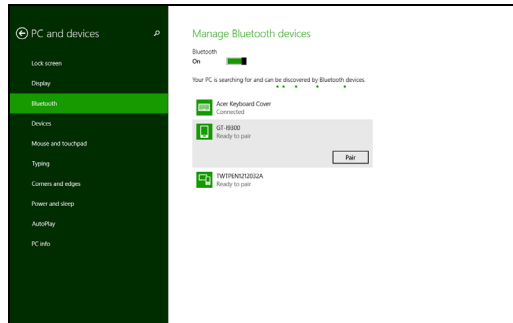 PC and devices
Lock screen
Display
Bluetooth
Devices
Mouse and touchpad
Typing
Corners and edges
Power and sleep
AutoPlay
PC info
Manage Bluetooth devices
Bluetooth
On
Your PC is searching for and can be discovered by Bluetooth devices.
Acer Keyboard Cover
Connected
GT-I9300
Ready to pair
Pair
TWTPEN1212032A
Ready to pair